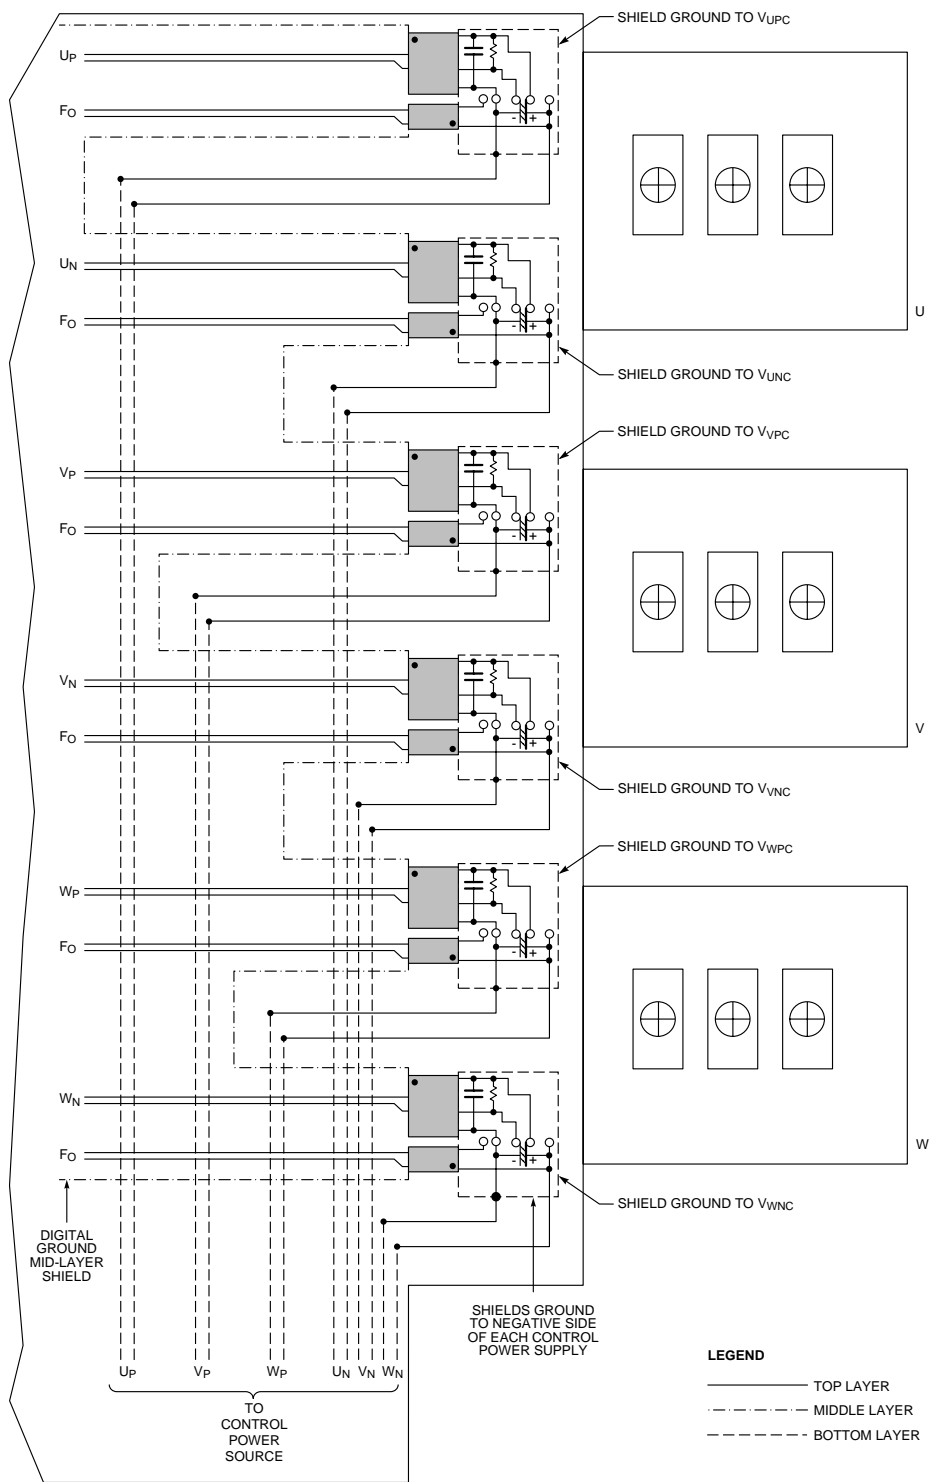 SHIELD GROUND TO VUPC
UP
FO
UN
U
FO
SHIELD GROUND TO VUNC
SHIELD GROUND TO VVPC
VP
FO
VN
V
FO
SHIELD GROUND TO VVNC
SHIELD GROUND TO VWPC
WP
FO
WN
W
FO
SHIELD GROUND TO VWNC
DIGITAL
GROUND
MID-LAYER
SHIELD
SHIELDS GROUND
TO NEGATIVE SIDE
OF EACH CONTROL
POWER SUPPLY
UP VP WP UN VN WN
TO
CONTROL
POWER
SOURCE
LEGEND
TOP LAYER
MIDDLE LAYER
BOTTOM LAYER